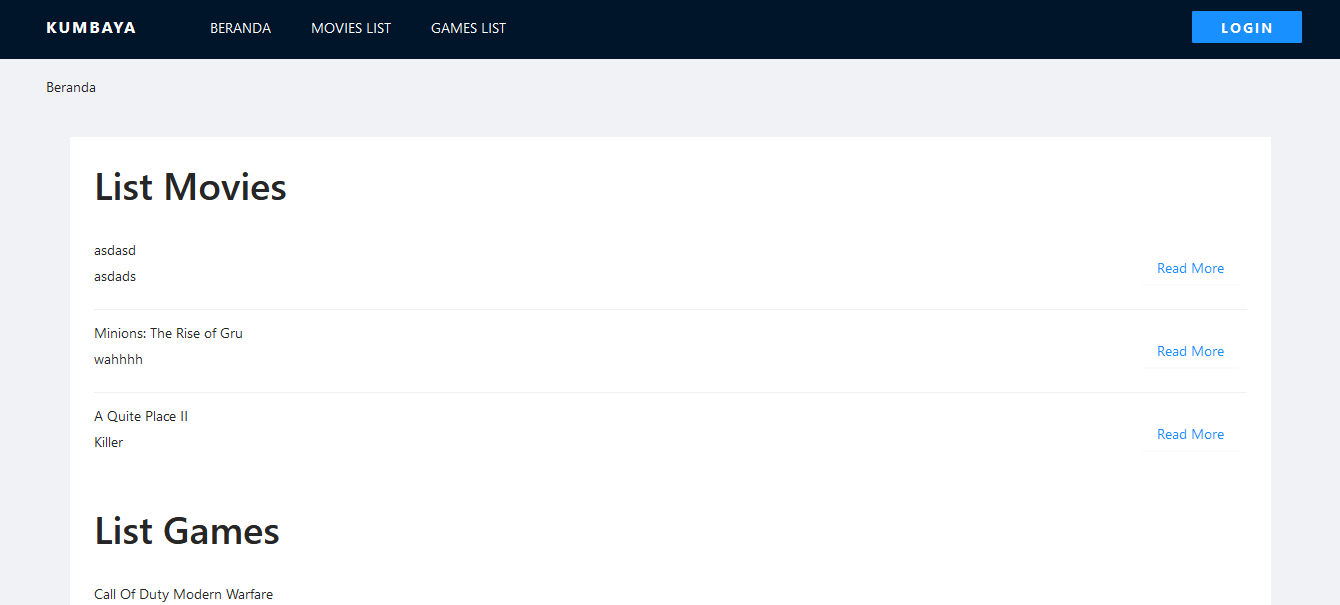 KUMBAYA BERANDA MOVIES LIST GAMES LIST LOGIN
Beranda
List Movies
asdasd
asdads
Read More
Minions: The Rise of Gru
wahhhh
Read More
A Quite Place II
Killer
Read More
List Games
Call Of Duty Modern Warfare